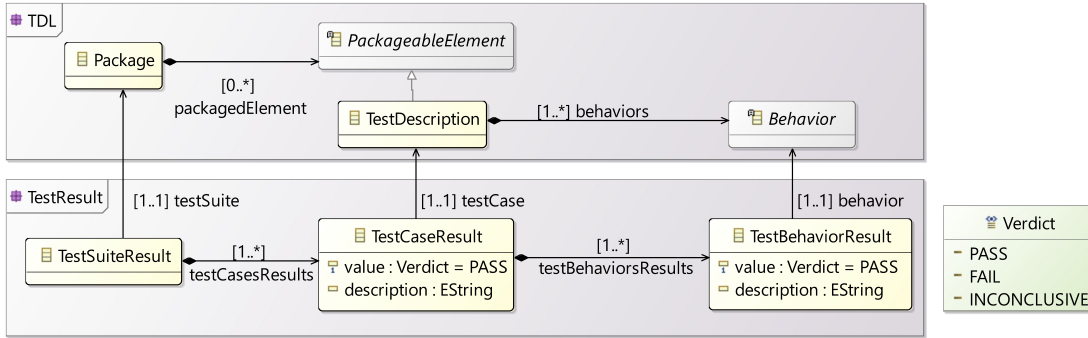 TDL
Package
PackageableElement
[0..*]
packagedElement
TestDescription
[1..*] behaviors
Behavior
TestResult
[1..1] testSuite
[1..1] testCase
[1..1] behavior
TestSuiteResult
[1..*]
testCasesResults
TestCaseResult
value : Verdict = PASS
description : EString
[1..*]
testBehaviorsResults
TestBehaviorResult
value : Verdict = PASS
description : EString
Verdict
PASS
FAIL
INCONCLUSIVE